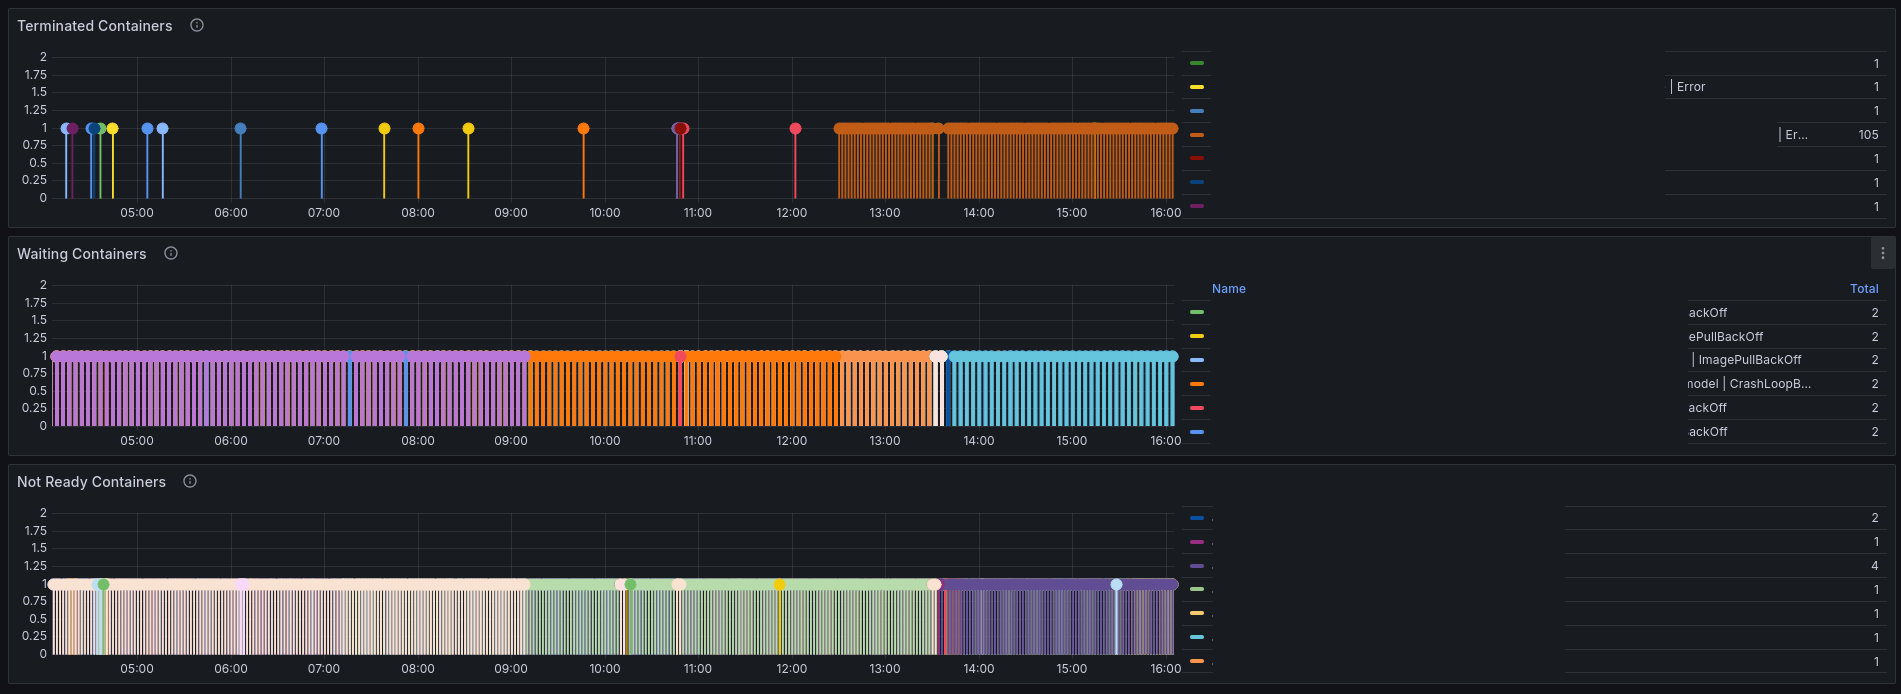 Terminated Containers
2
1.75
1.5
1.25
1
0.75
0.5
0.25
0
05:00 06:00 07:00 08:00 09:00 10:00 11:00 12:00 13:00 14:00 15:00 16:00
1
| Error 1
1
| Er... 105
1
1
1
Waiting Containers
2
1.75
1.5
1.25
1
0.75
0.5
0.25
0
05:00 06:00 07:00 08:00 09:00 10:00 11:00 12:00 13:00 14:00 15:00 16:00
Name Total
ackOff 2
ePullBackOff 2
| ImagePullBackOff 2
model | CrashLoopB... 2
ackOff 2
ackOff 2
Not Ready Containers
2
1.75
1.5
1.25
1
0.75
0.5
0.25
0
05:00 06:00 07:00 08:00 09:00 10:00 11:00 12:00 13:00 14:00 15:00 16:00
2
1
4
1
1
1
1